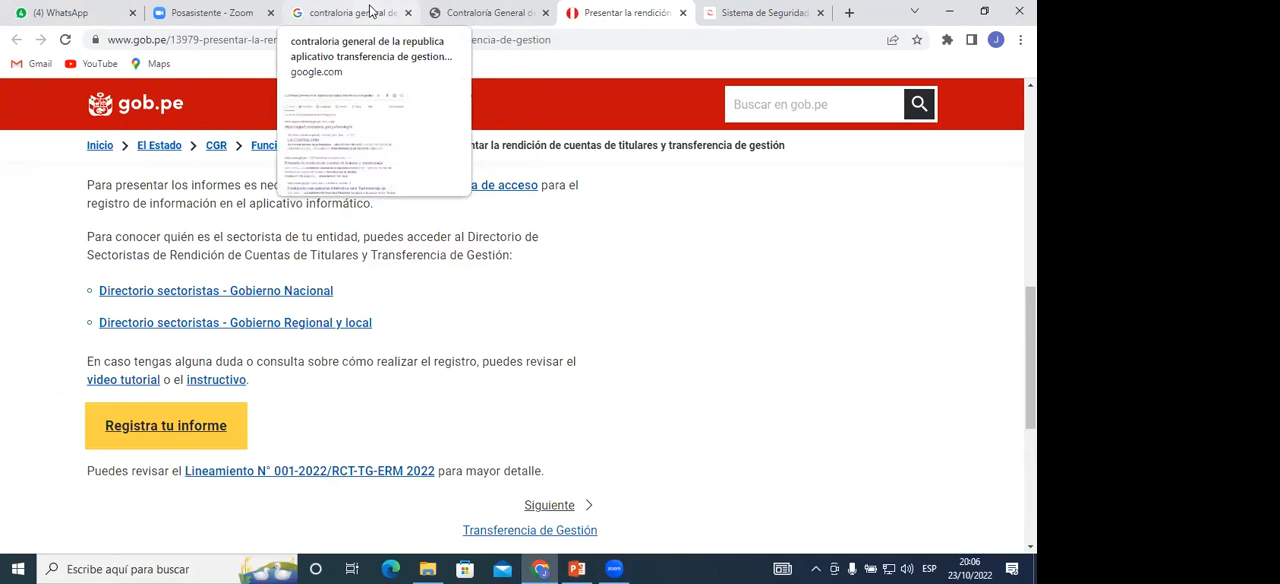 (4) WhatsApp
Posasistente - Zoom
contraloria general de
Contraloría General de
Presentar la rendición
Sistema de Seguridad
www.gob.pe/13979-presentar-la-ren
encia-de-gestion
J
Gmail
YouTube
Maps
contraloria general de la republica
aplicativo transferencia de gestion...
google.com
gob.pe
Buscar en gob.pe
Inicio
El Estado
CGR
Funci
ntar la rendición de cuentas de titulares y transferencia de gestión
Para presentar los informes es nec
a de acceso para el
registro de información en el aplicativo informático.
Para conocer quién es el sectorista de tu entidad, puedes acceder al Directorio de
Sectoristas de Rendición de Cuentas de Titulares y Transferencia de Gestión:
Directorio sectoristas - Gobierno Nacional
Directorio sectoristas - Gobierno Regional y local
En caso tengas alguna duda o consulta sobre cómo realizar el registro, puedes revisar el
video tutorial o el instructivo.
Registra tu informe
Puedes revisar el Lineamiento N° 001-2022/RCT-TG-ERM 2022 para mayor detalle.
Siguiente
Transferencia de Gestión
Escribe aquí para buscar
zoom
ESP
20:06
23/10/2022